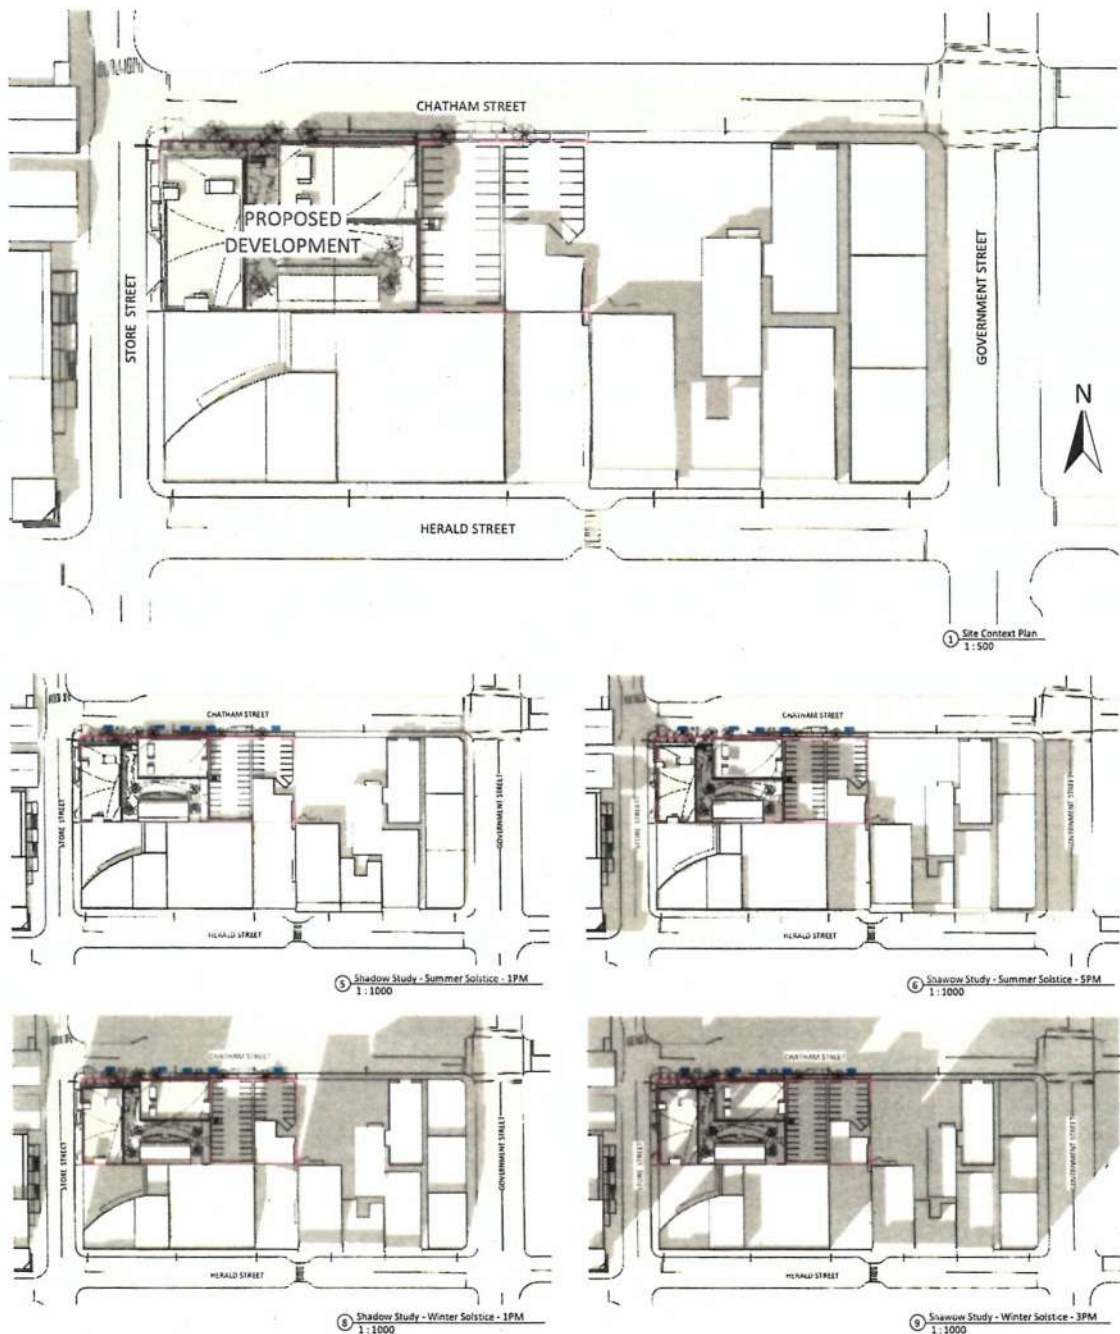 CHATHAM STREET
PROPOSED
DEVELOPMENT
STORE STREET
GOVERNMENT STREET
N
HERALD STREET
1 Site Context Plan
1 : 500
CHATHAM STREET
STORE STREET
GOVERNMENT STREET
HERALD STREET
5 Shadow Study - Summer Solstice - 1PM
1 : 1000
CHATHAM STREET
STORE STREET
GOVERNMENT STREET
HERALD STREET
6 Shawow Study - Summer Solstice - 5PM
1 : 1000
CHATHAM STREET
STORE STREET
GOVERNMENT STREET
HERALD STREET
8 Shadow Study - Winter Solstice - 1PM
1 : 1000
CHATHAM STREET
STORE STREET
GOVERNMENT STREET
HERALD STREET
9 Shawow Study - Winter Solstice - 3PM
1 : 1000